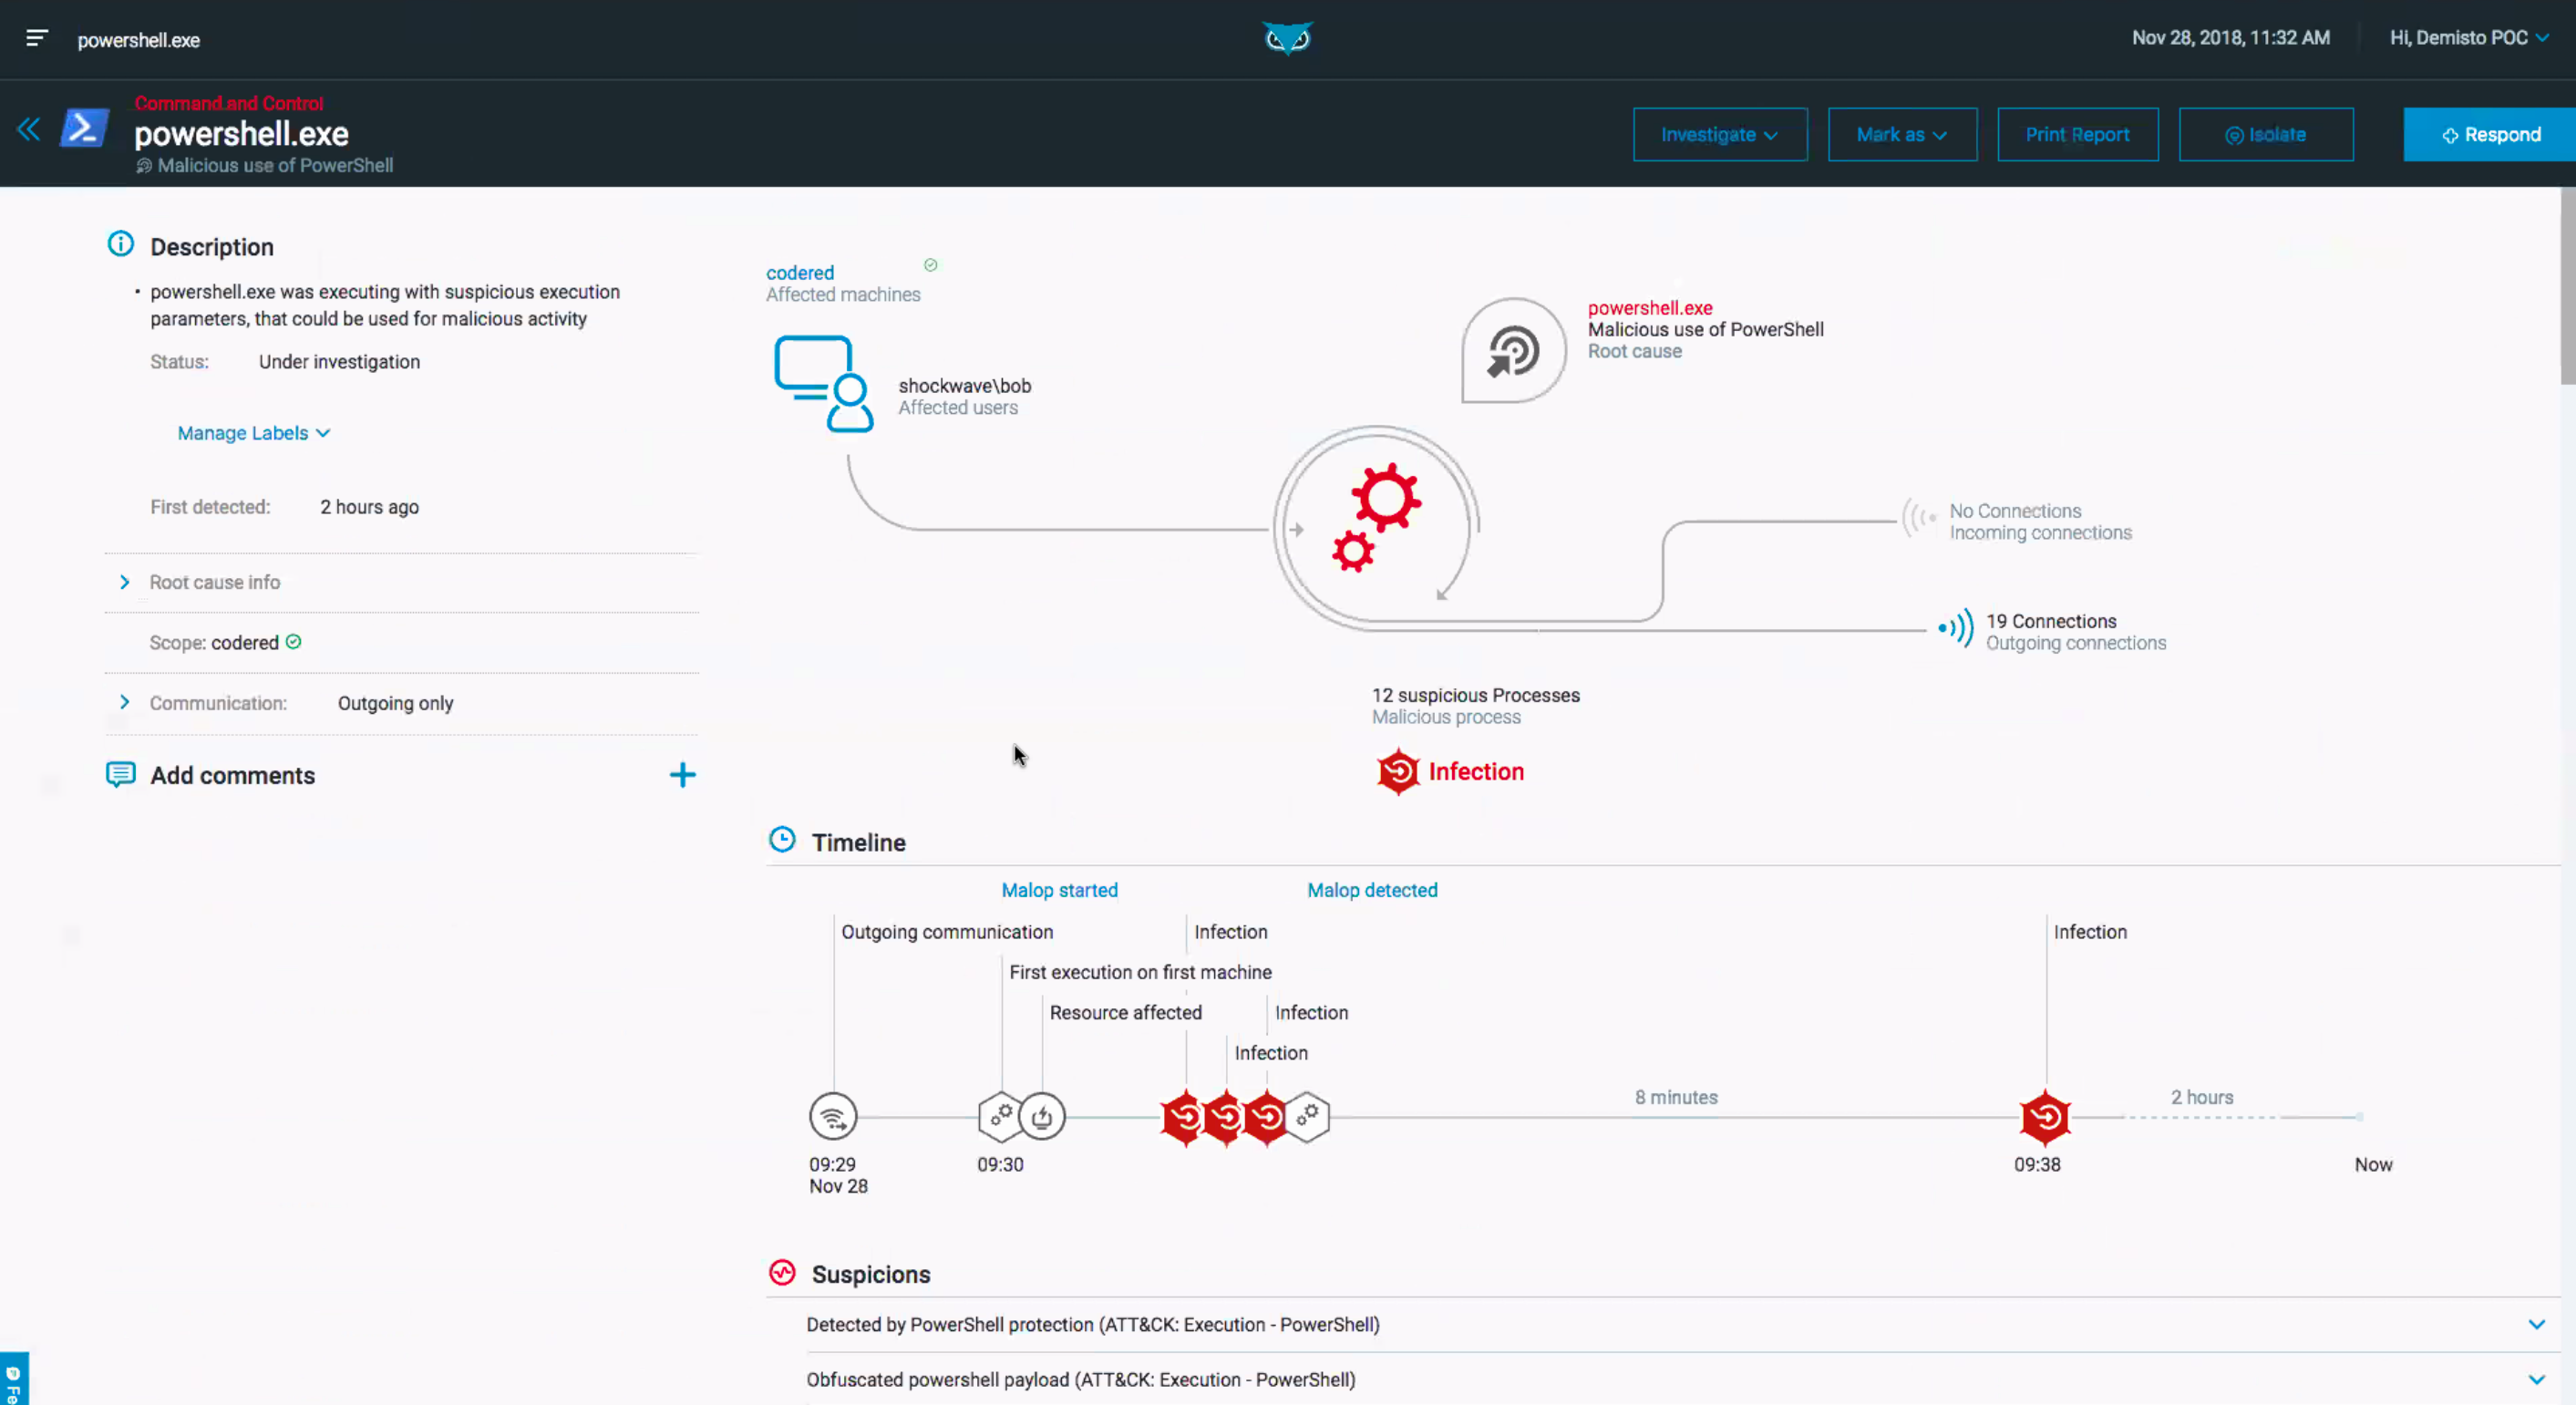 powershell.exe
Nov 28, 2018, 11:32 AM
Hi, Demisto POC
Command and Control
powershell.exe
Malicious use of PowerShell
Investigate
Mark as
Print Report
Isolate
Respond
Description
powershell.exe was executing with suspicious execution
parameters, that could be used for malicious activity
Status: Under investigation
Manage Labels
First detected: 2 hours ago
Root cause info
Scope: codered
Communication: Outgoing only
Add comments
codered
Affected machines
shockwave\bob
Affected users
powershell.exe
Malicious use of PowerShell
Root cause
No Connections
Incoming connections
19 Connections
Outgoing connections
12 suspicious Processes
Malicious process
Infection
Timeline
Malop started
Malop detected
Outgoing communication
Infection
Infection
First execution on first machine
Resource affected
Infection
Infection
8 minutes
2 hours
09:29
Nov 28
09:30
09:38
Now
Suspicions
Detected by PowerShell protection (ATT&CK: Execution - PowerShell)
Obfuscated powershell payload (ATT&CK: Execution - PowerShell)